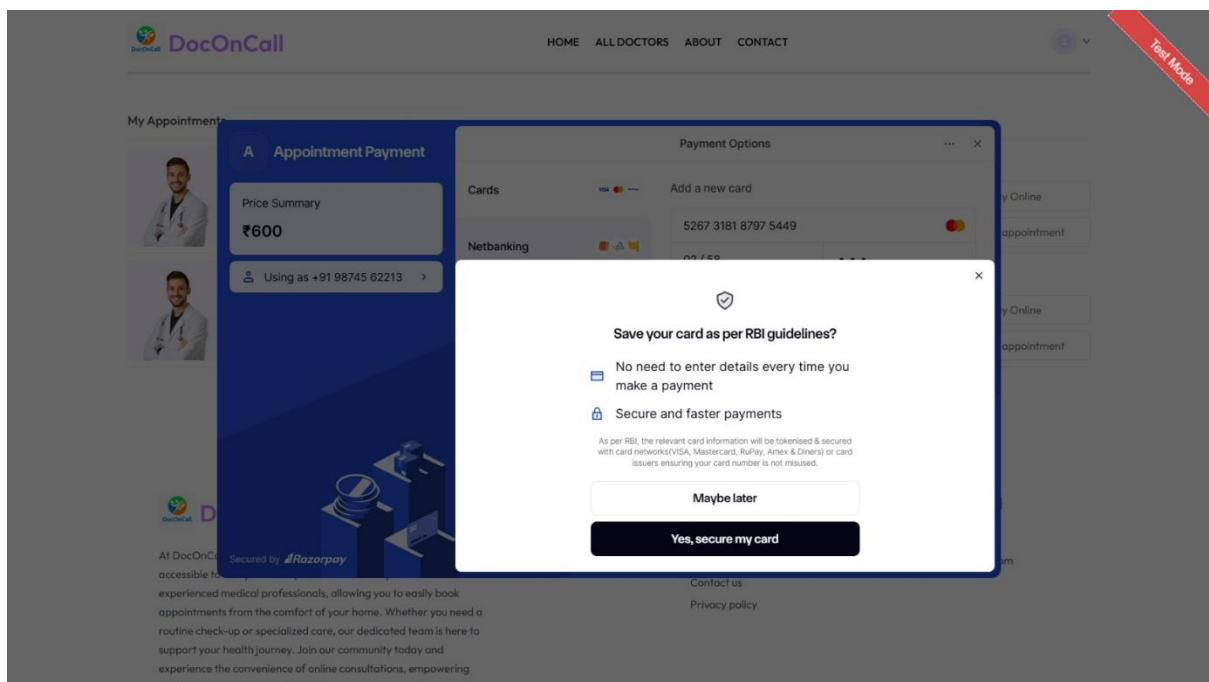 DocOnCall
HOME ALL DOCTORS ABOUT CONTACT
Test Mode
My Appointments
A Appointment Payment
Price Summary
₹600
Using as +91 98745 62213
Secured by Razorpay
Payment Options
Cards
VISA
Netbanking
Add a new card
5267 3181 8797 5449
02 / 58
Online
appointment
Online
appointment
Save your card as per RBI guidelines?
No need to enter details every time you
make a payment
Secure and faster payments
As per RBI, the relevant card information will be tokenised & secured
with card networks(VISA, Mastercard, RuPay, Amex & Diners) or card
issuers ensuring your card number is not misused.
Maybe later
Yes, secure my card
DocOnCall
D
At DocOnC
accessible to
experienced medical professionals, allowing you to easily book
appointments from the comfort of your home. Whether you need a
routine check-up or specialized care, our dedicated team is here to
support your health journey. Join our community today and
experience the convenience of online consultations, empowering
om
Contact us
Privacy policy